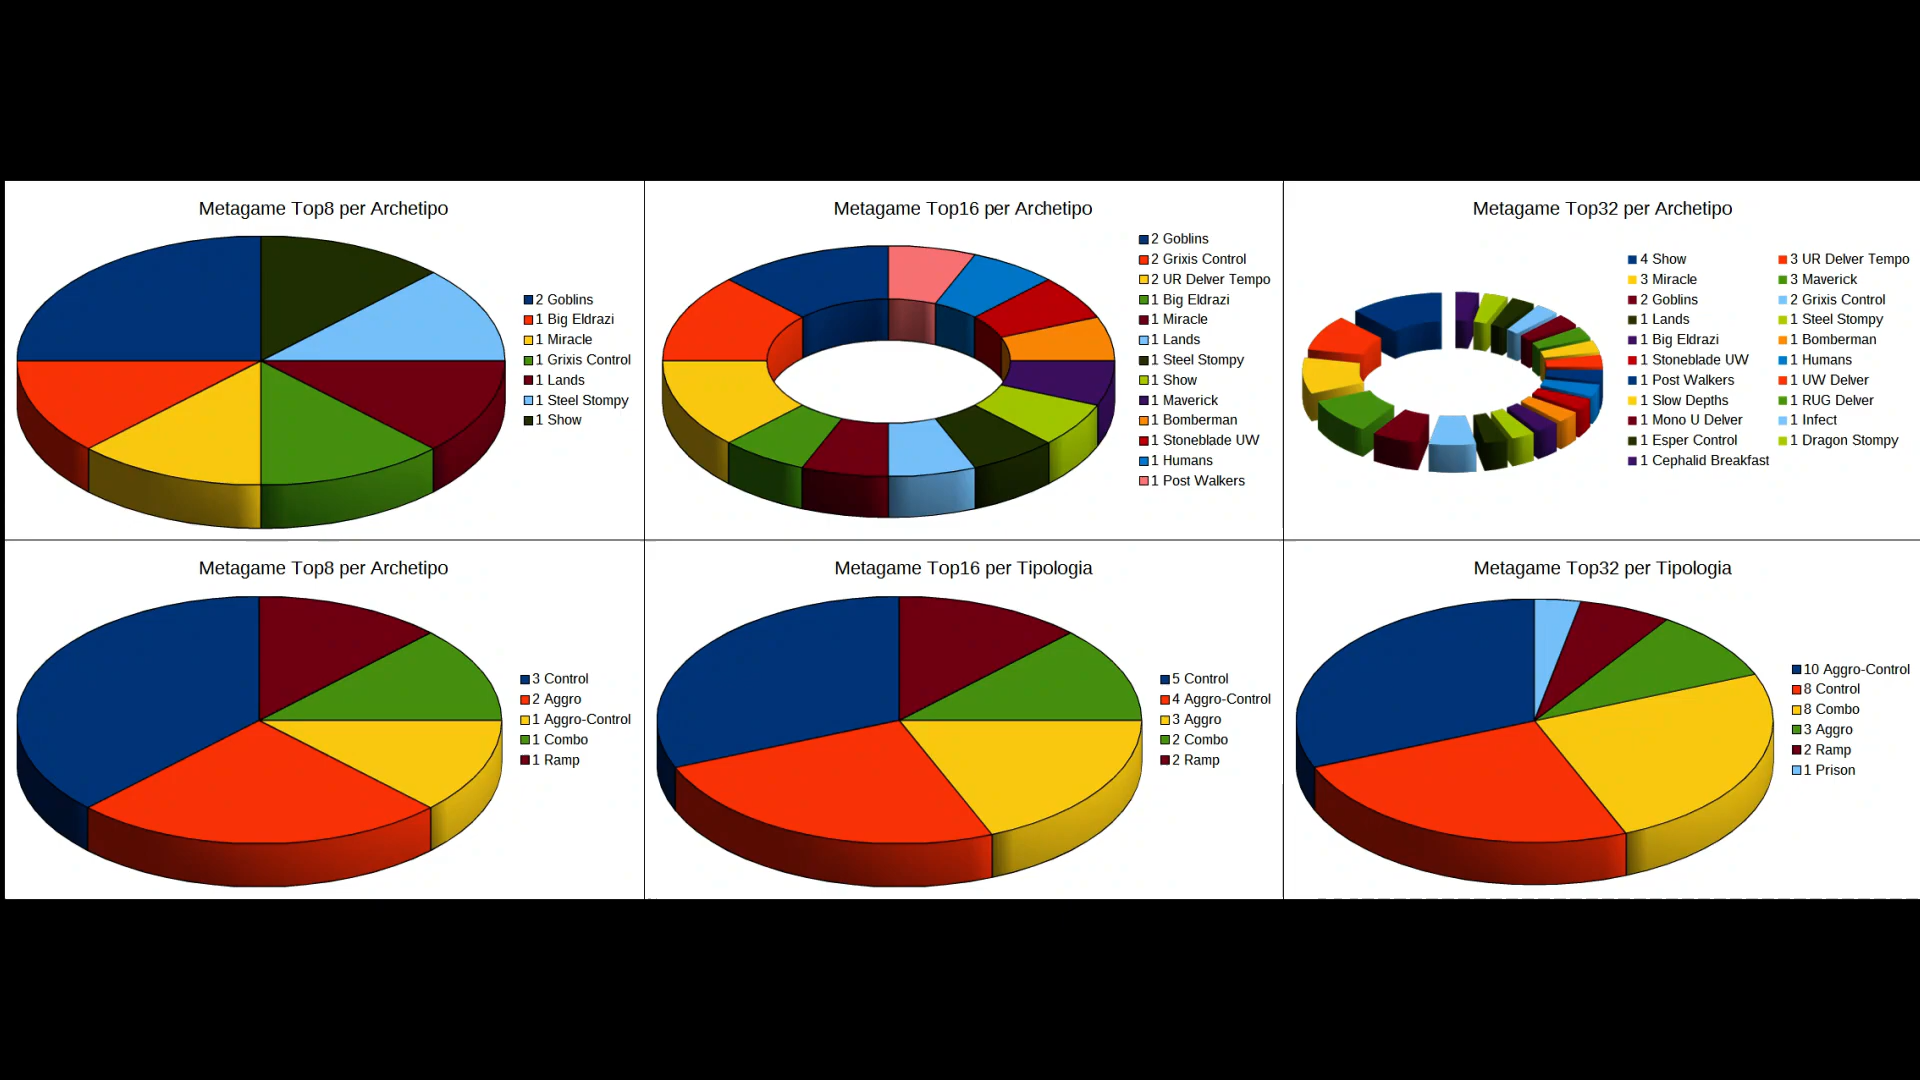 Metagame Top8 per Archetipo
2 Goblins
1 Big Eldrazi
1 Miracle
1 Grixis Control
1 Lands
1 Steel Stompy
1 Show
Metagame Top16 per Archetipo
2 Goblins
2 Grixis Control
2 UR Delver Tempo
1 Big Eldrazi
1 Miracle
1 Lands
1 Steel Stompy
1 Show
1 Maverick
1 Bomberman
1 Stoneblade UW
1 Humans
1 Post Walkers
Metagame Top32 per Archetipo
4 Show 3 UR Delver Tempo
3 Miracle 3 Maverick
2 Goblins 2 Grixis Control
1 Lands 1 Steel Stompy
1 Big Eldrazi 1 Bomberman
1 Stoneblade UW 1 Humans
1 Post Walkers 1 UW Delver
1 Slow Depths 1 RUG Delver
1 Mono U Delver 1 Infect
1 Esper Control 1 Dragon Stompy
1 Cephalid Breakfast
Metagame Top8 per Archetipo
3 Control
2 Aggro
1 Aggro-Control
1 Combo
1 Ramp
Metagame Top16 per Tipologia
5 Control
4 Aggro-Control
3 Aggro
2 Combo
2 Ramp
Metagame Top32 per Tipologia
10 Aggro-Control
8 Control
8 Combo
3 Aggro
2 Ramp
1 Prison